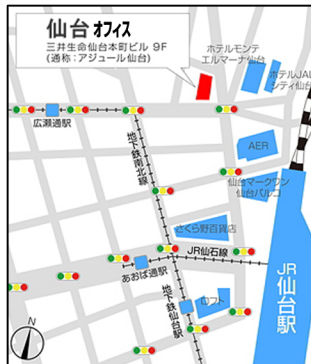 仙台 オフィス
三井生命仙台本町ビル 9F
(通称:アジュール仙台)
ホテルモンテ
エルマーナ仙台
ホテルJAL
シティ仙台
広瀬通駅
地下鉄南北線
AER
仙台マークワン
仙台パルコ
さくら野百貨店
JR仙石線
あおば通駅
JR
仙台駅
地下鉄仙台駅
ロフト
N